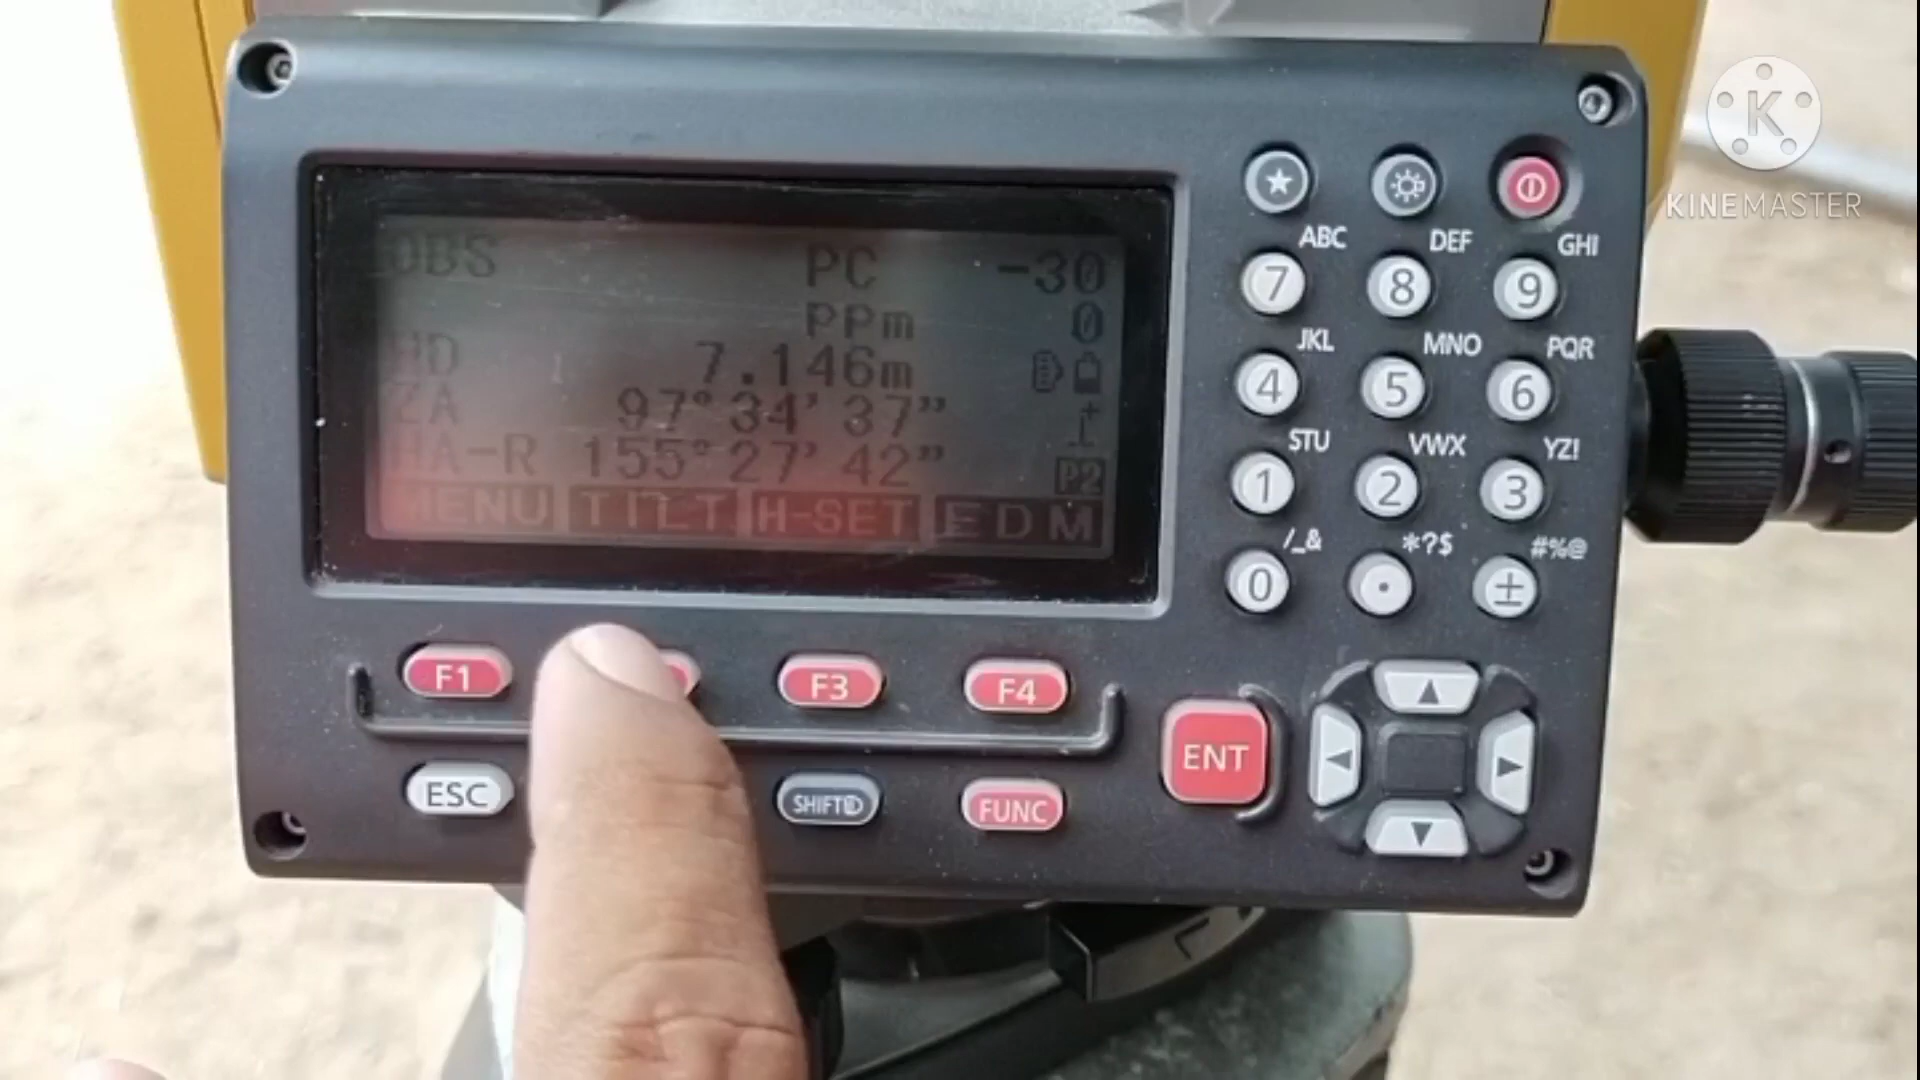 OBS PC -30
ppm 0
HD 7.146m
ZA 97° 34' 37"
HA-R 155° 27' 42"
P2
MENU TILT H-SET EDM
ABC DEF GHI
7 8 9
JKL MNO PQR
4 5 6
STU VWX YZ!
1 2 3
/_& *?$ #%@
0 . ±
F1 F3 F4
ESC SHIFT FUNC ENT
K
KINEMASTER